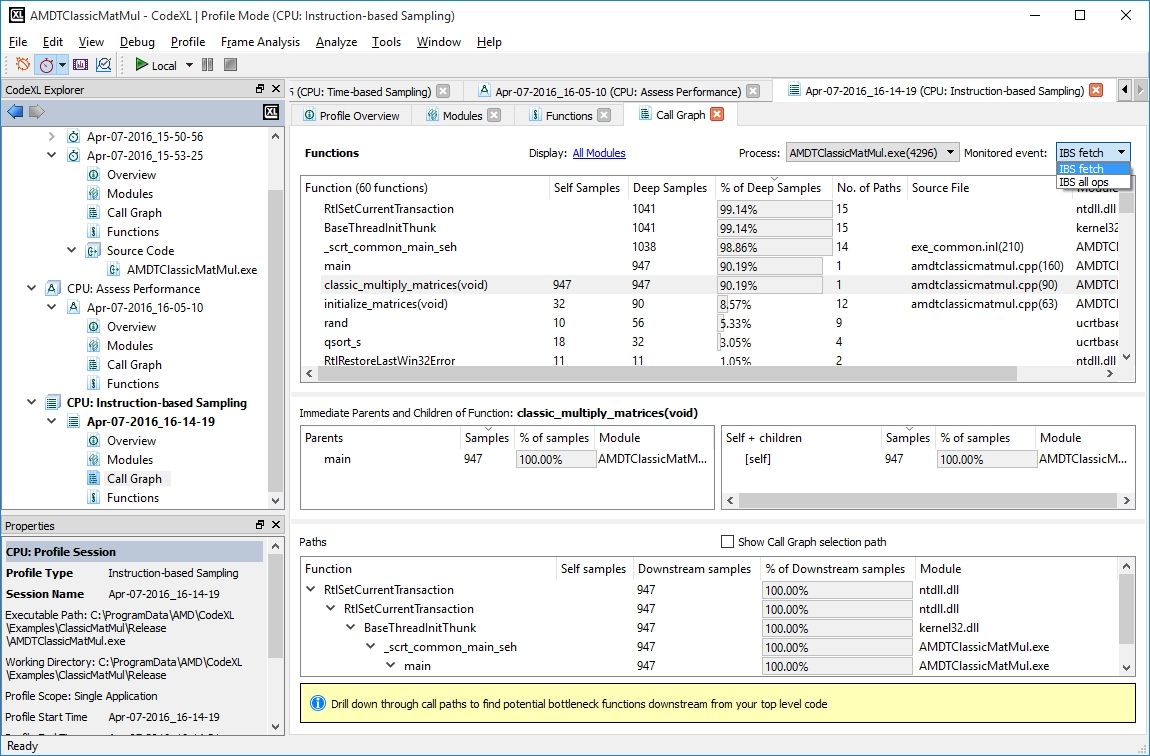 AMDTClassicMatMul - CodeXL | Profile Mode (CPU: Instruction-based Sampling)
File Edit View Debug Profile Frame Analysis Analyze Tools Window Help
Local
CodeXL Explorer
Apr-07-2016_15-50-56
Apr-07-2016_15-53-25
Overview
Modules
Call Graph
Functions
Source Code
AMDTClassicMatMul.exe
CPU: Assess Performance
Apr-07-2016_16-05-10
Overview
Modules
Call Graph
Functions
CPU: Instruction-based Sampling
Apr-07-2016_16-14-19
Overview
Modules
Call Graph
Functions
Properties
CPU: Profile Session
Profile Type Instruction-based Sampling
Session Name Apr-07-2016_16-14-19
Executable Path: C:\ProgramData\AMD\CodeXL
\Examples\ClassicMatMul\Release
\AMDTClassicMatMul.exe
Working Directory: C:\ProgramData\AMD\CodeXL
\Examples\ClassicMatMul\Release
Profile Scope: Single Application
Profile Start Time Apr-07-2016_16-14-19
(CPU: Time-based Sampling) Apr-07-2016_16-05-10 (CPU: Assess Performance) Apr-07-2016_16-14-19 (CPU: Instruction-based Sampling)
Profile Overview Modules Functions Call Graph
Functions Display: All Modules Process: AMDTClassicMatMul.exe(4296) Monitored event: IBS fetch
IBS fetch
IBS all ops
Function (60 functions) Self Samples Deep Samples % of Deep Samples No. of Paths Source File
RtlSetCurrentTransaction 1041 99.14% 15 ntdll.dll
BaseThreadInitThunk 1041 99.14% 15 kernel32
_scrt_common_main_seh 1038 98.86% 14 exe_common.inl(210) AMDTCl
main 947 90.19% 1 amdtclassicmatmul.cpp(160) AMDTCl
classic_multiply_matrices(void) 947 947 90.19% 1 amdtclassicmatmul.cpp(90) AMDTCl
initialize_matrices(void) 32 90 8.57% 12 amdtclassicmatmul.cpp(63) AMDTCl
rand 10 56 5.33% 9 ucrtbase
qsort_s 18 32 3.05% 4 ucrtbase
RtlRestoreLastWin32Error 11 11 1.05% 2 ntdll.dll
Immediate Parents and Children of Function: classic_multiply_matrices(void)
Parents Samples % of samples Module
main 947 100.00% AMDTClassicMatM...
Self + children Samples % of samples Module
[self] 947 100.00% AMDTClassicM...
Paths Show Call Graph selection path
Function Self samples Downstream samples % of Downstream samples Module
RtlSetCurrentTransaction 947 100.00% ntdll.dll
RtlSetCurrentTransaction 947 100.00% ntdll.dll
BaseThreadInitThunk 947 100.00% kernel32.dll
_scrt_common_main_seh 947 100.00% AMDTClassicMatMul.exe
main 947 100.00% AMDTClassicMatMul.exe
Drill down through call paths to find potential bottleneck functions downstream from your top level code
Ready